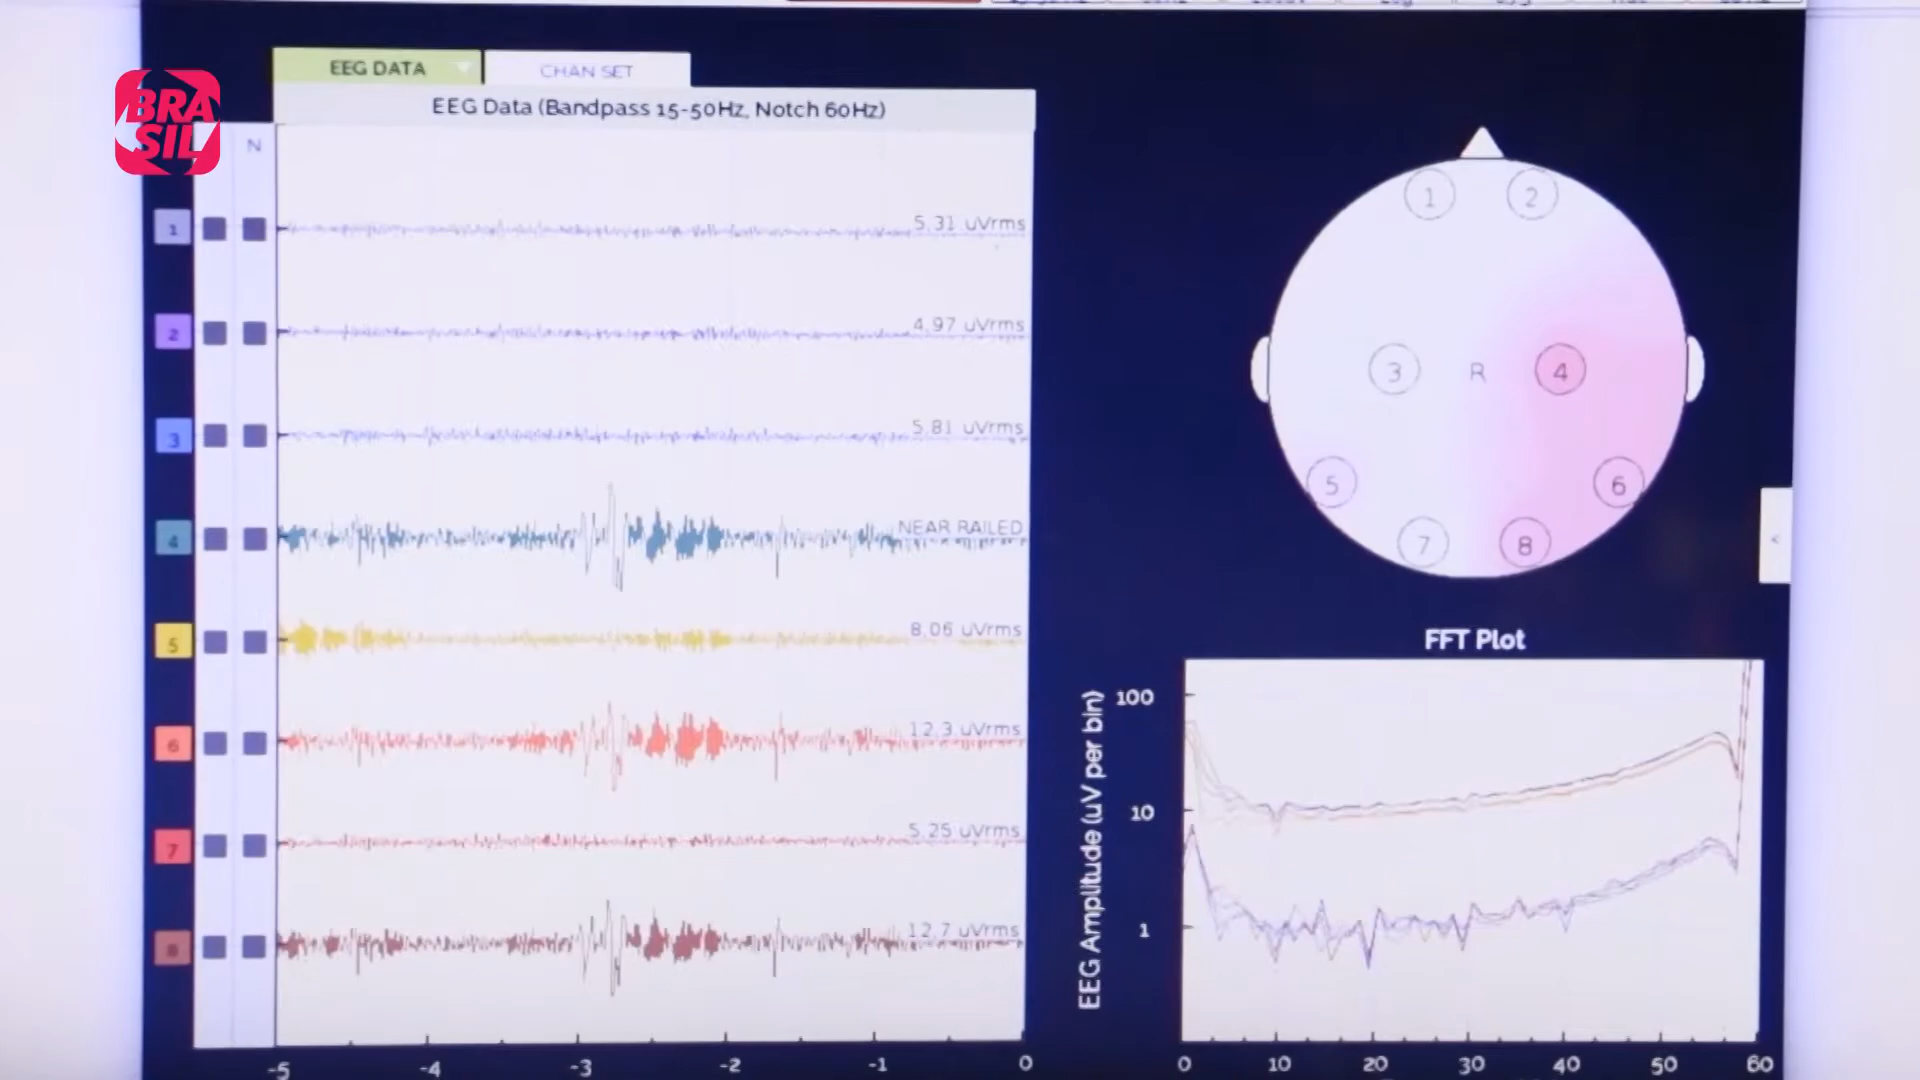 BRA
SIL
EEG DATA
CHAN SET
EEG Data (Bandpass 15-50Hz, Notch 60Hz)
N
1
5.31 uVrms
2
4.97 uVrms
3
5.81 uVrms
4
NEAR RAILED
5
8.06 uVrms
6
12.3 uVrms
7
5.25 uVrms
8
12.7 uVrms
-5 -4 -3 -2 -1 0
1 2
3 R 4
5 6
7 8
<
FFT Plot
EEG Amplitude (uV per bin)
100
10
1
0 10 20 30 40 50 60